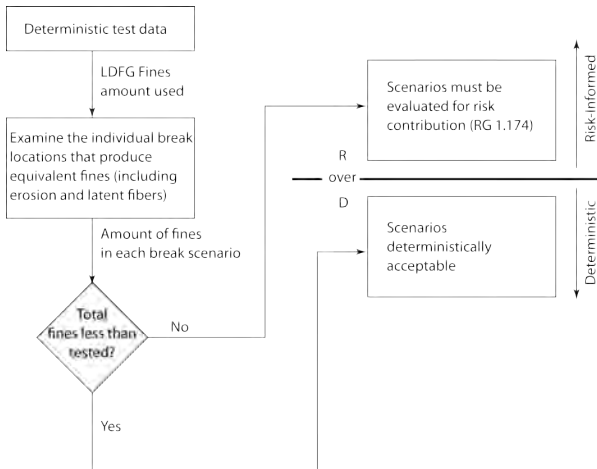 Deterministic test data
LDFG Fines
amount used
Examine the individual break
locations that produce
equivalent fines (including
erosion and latent fibers)
Amount of fines
in each break scenario
Total
fines less than
tested?
No
Yes
Scenarios must be
evaluated for risk
contribution (RG 1.174)
R
over
D
Scenarios
deterministically
acceptable
Risk-Informed
Deterministic